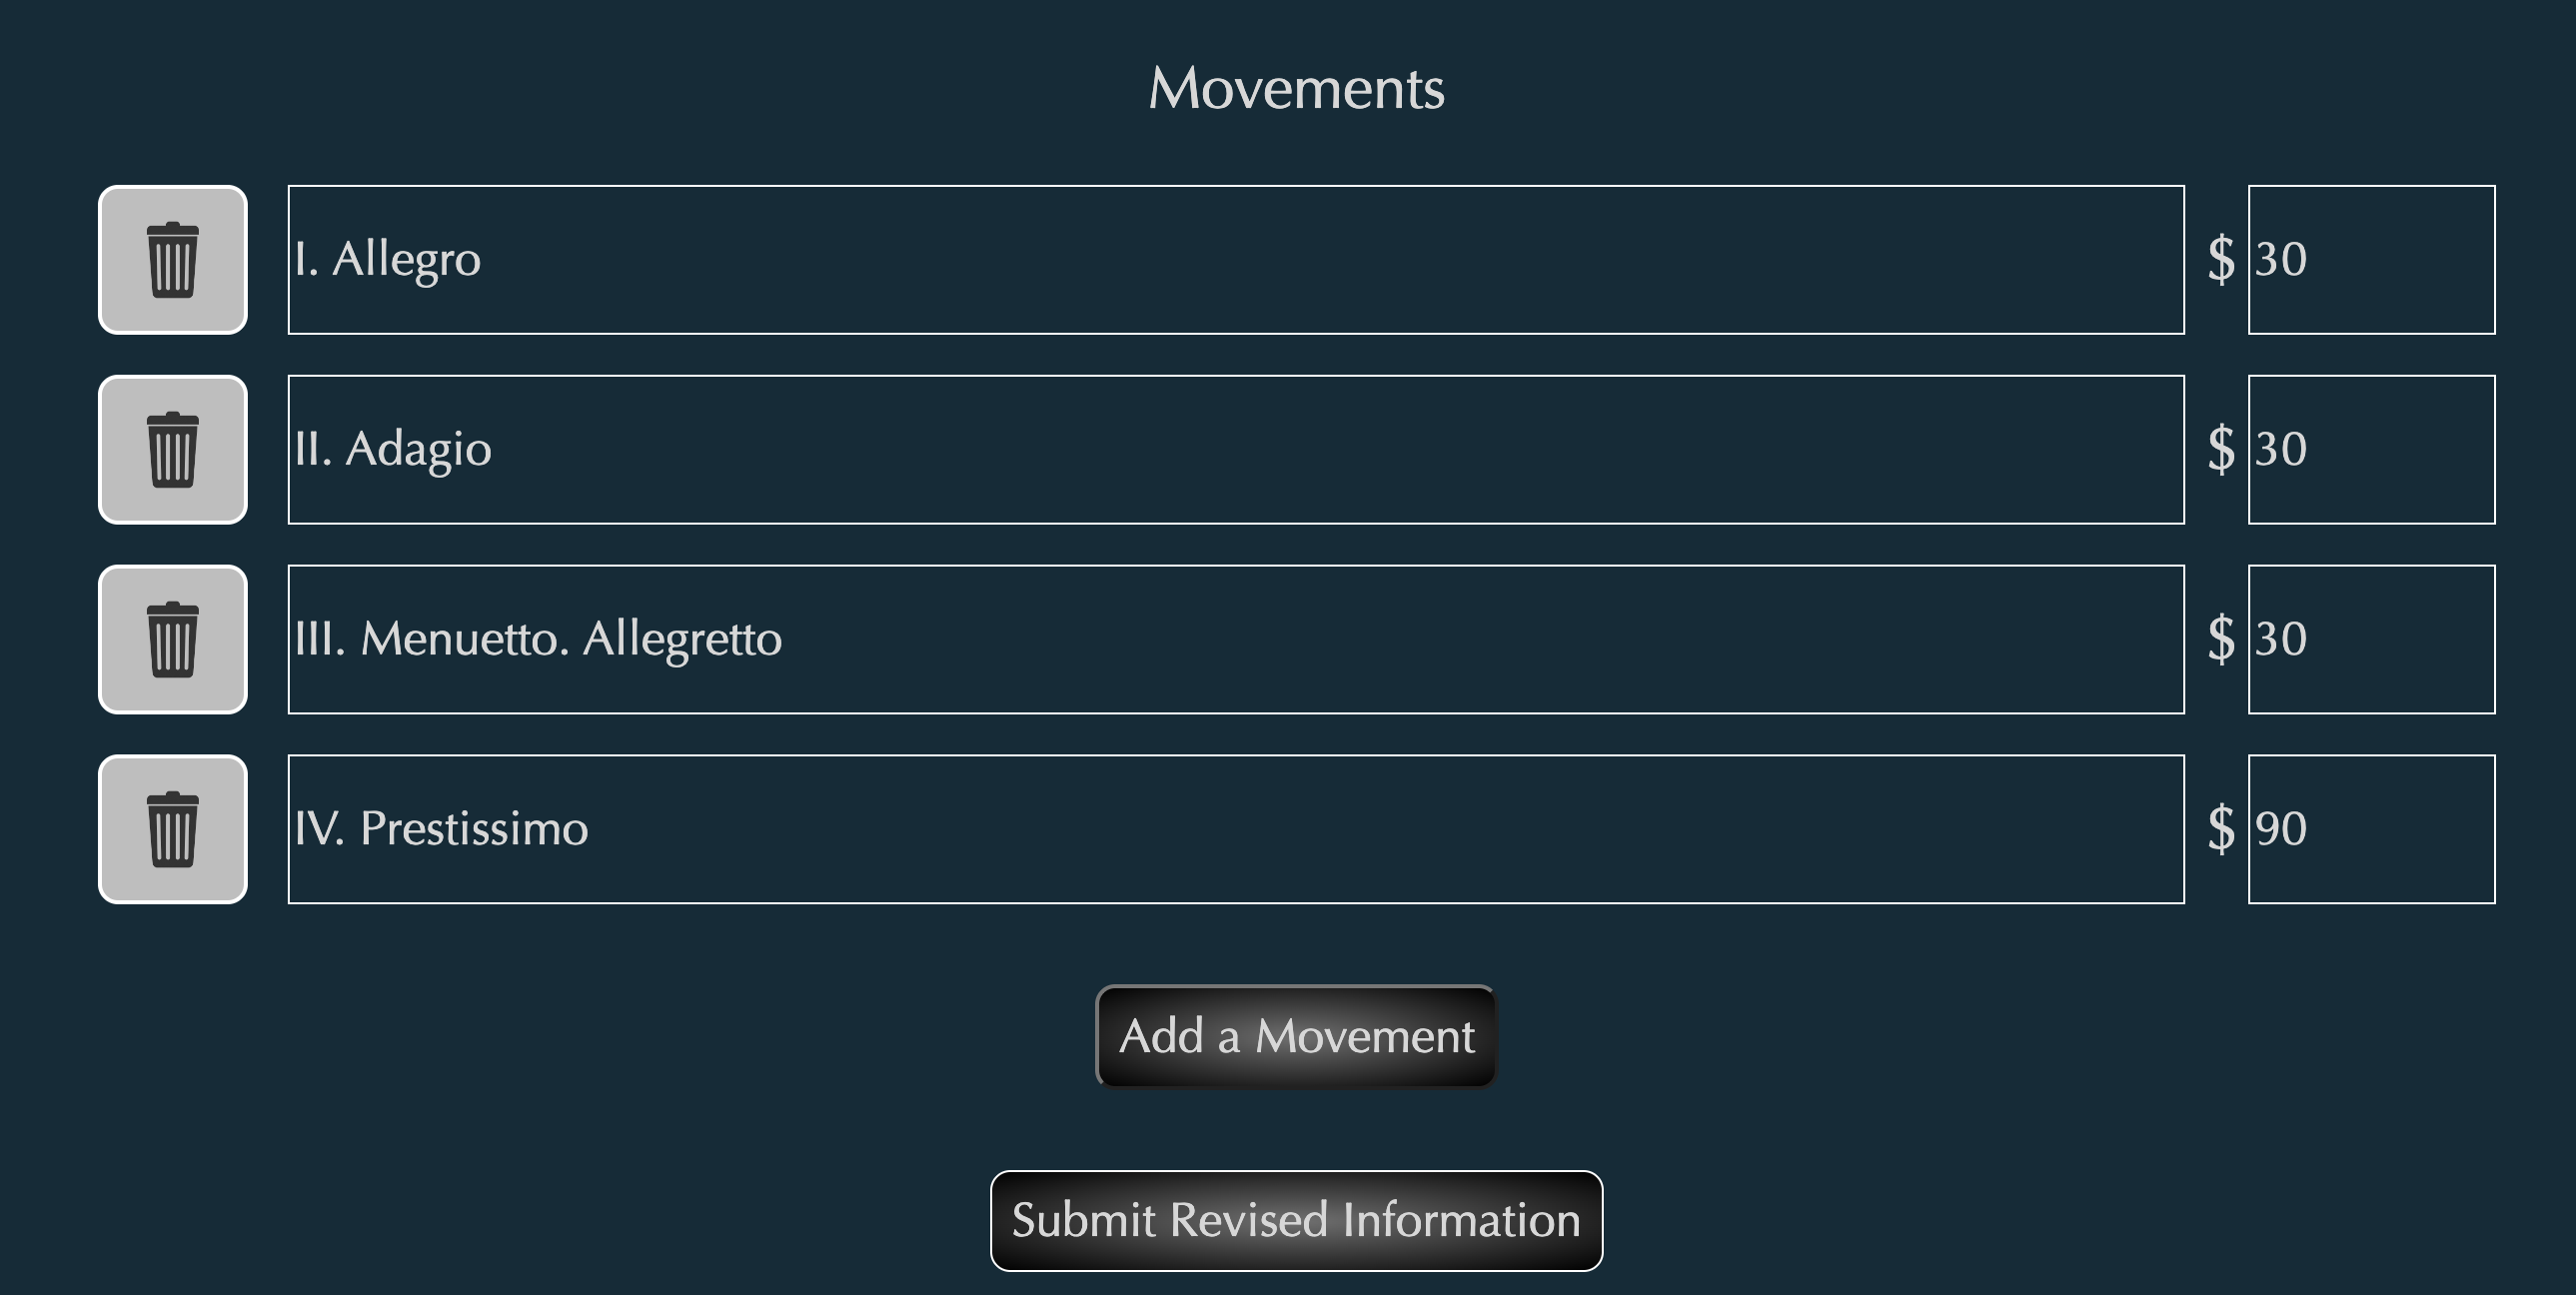 Movements
I. Allegro $ 30
II. Adagio $ 30
III. Menuetto. Allegretto $ 30
IV. Prestissimo $ 90
Add a Movement
Submit Revised Information